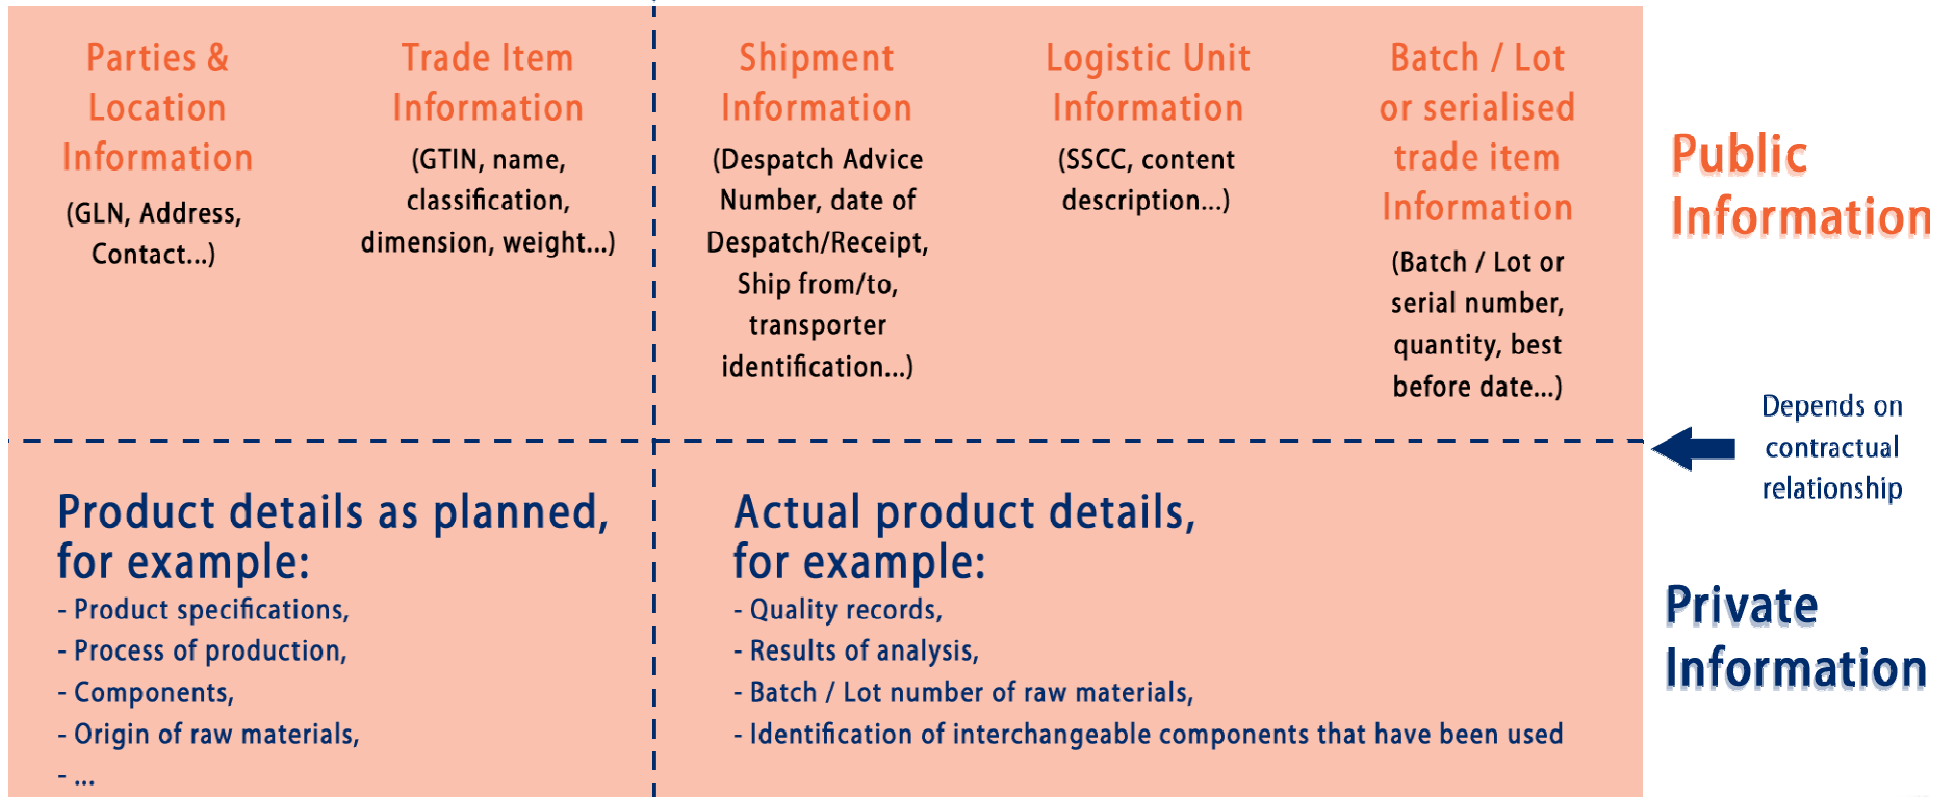 Parties &
Location
Information
(GLN, Address,
Contact...)
Trade Item
Information
(GTIN, name,
classification,
dimension, weight...)
Shipment
Information
(Despatch Advice
Number, date of
Despatch/Receipt,
Ship from/to,
transporter
identification...)
Logistic Unit
Information
(SSCC, content
description...)
Batch / Lot
or serialised
trade item
Information
(Batch / Lot or
serial number,
quantity, best
before date...)
Public
Information
Depends on
contractual
relationship
Product details as planned,
for example:
- Product specifications,
- Process of production,
- Components,
- Origin of raw materials,
- ...
Actual product details,
for example:
- Quality records,
- Results of analysis,
- Batch / Lot number of raw materials,
- Identification of interchangeable components that have been used
Private
Information